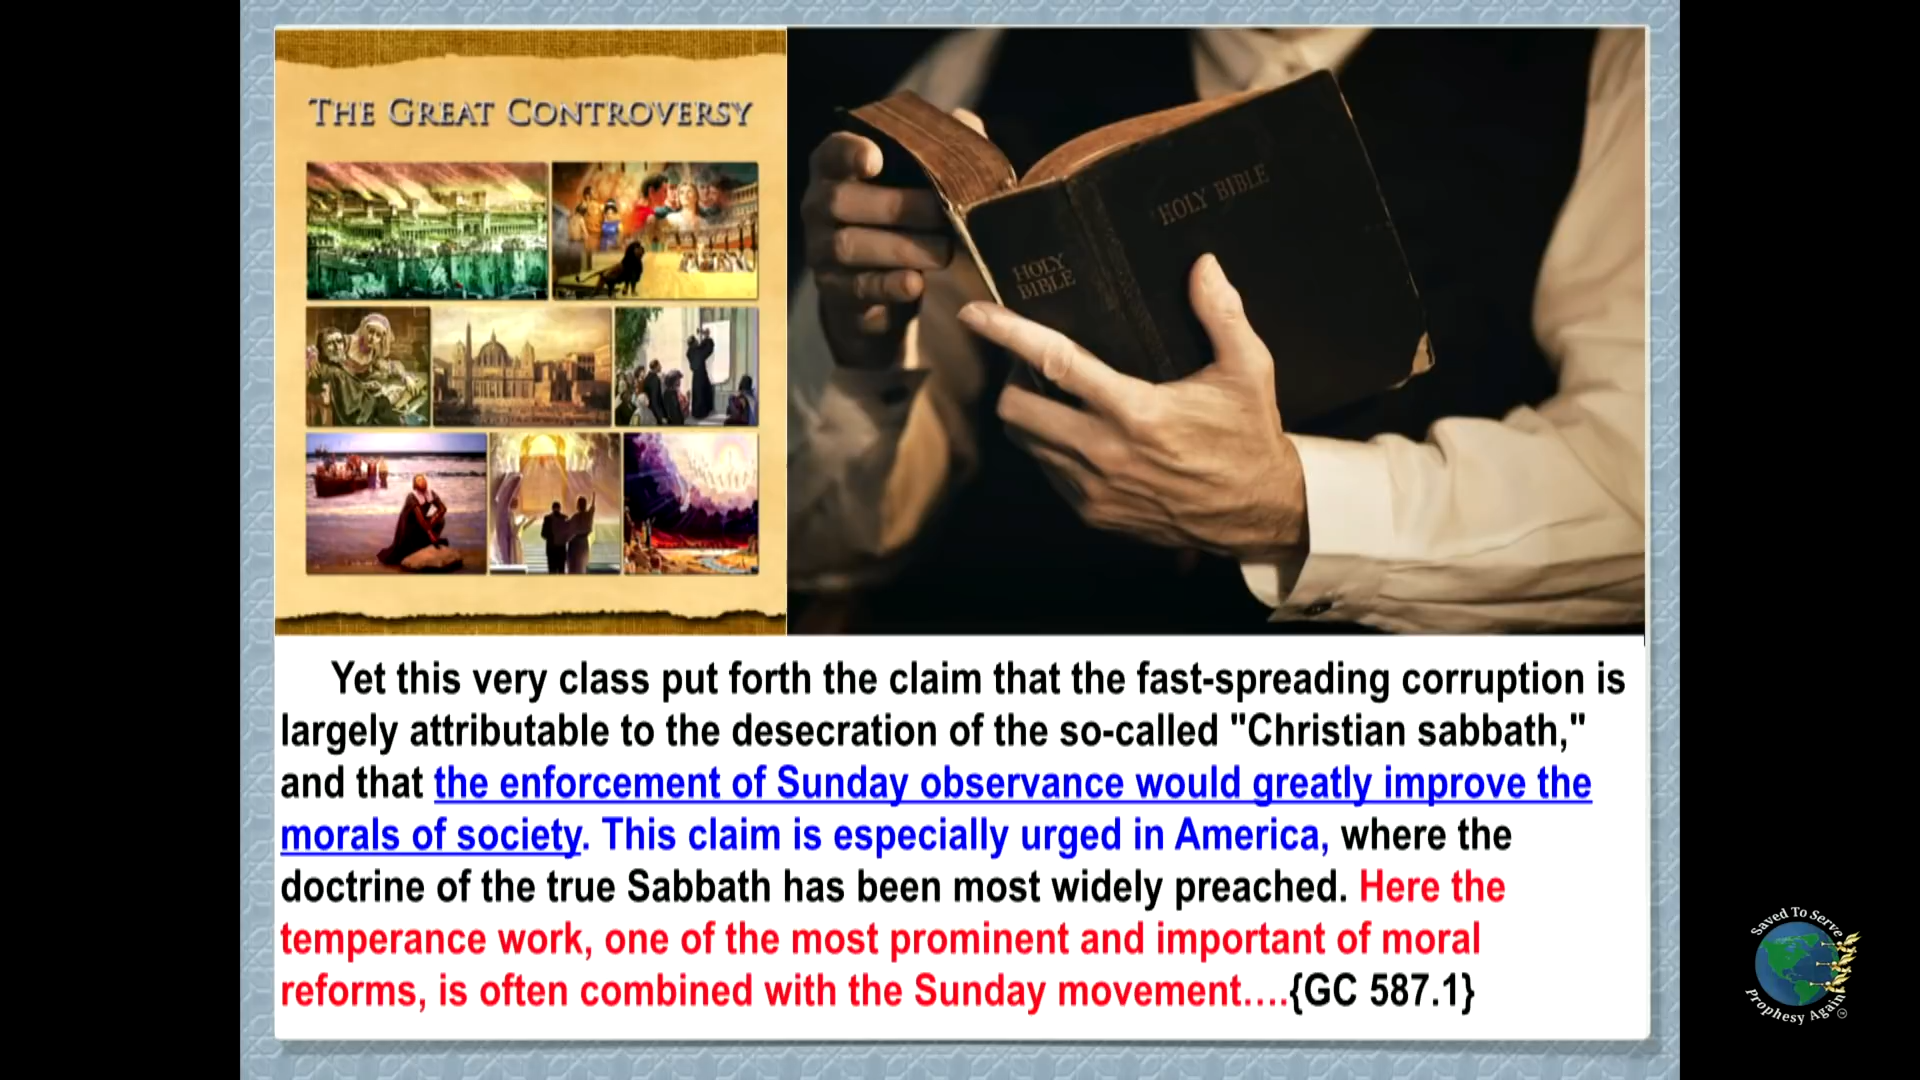 THE GREAT CONTROVERSY
HOLY BIBLE
HOLY
BIBLE
Yet this very class put forth the claim that the fast-spreading corruption is
largely attributable to the desecration of the so-called "Christian sabbath,"
and that the enforcement of Sunday observance would greatly improve the
morals of society. This claim is especially urged in America, where the
doctrine of the true Sabbath has been most widely preached. Here the
temperance work, one of the most prominent and important of moral
reforms, is often combined with the Sunday movement….{GC 587.1}
Saved To Serve
Prophesy Again